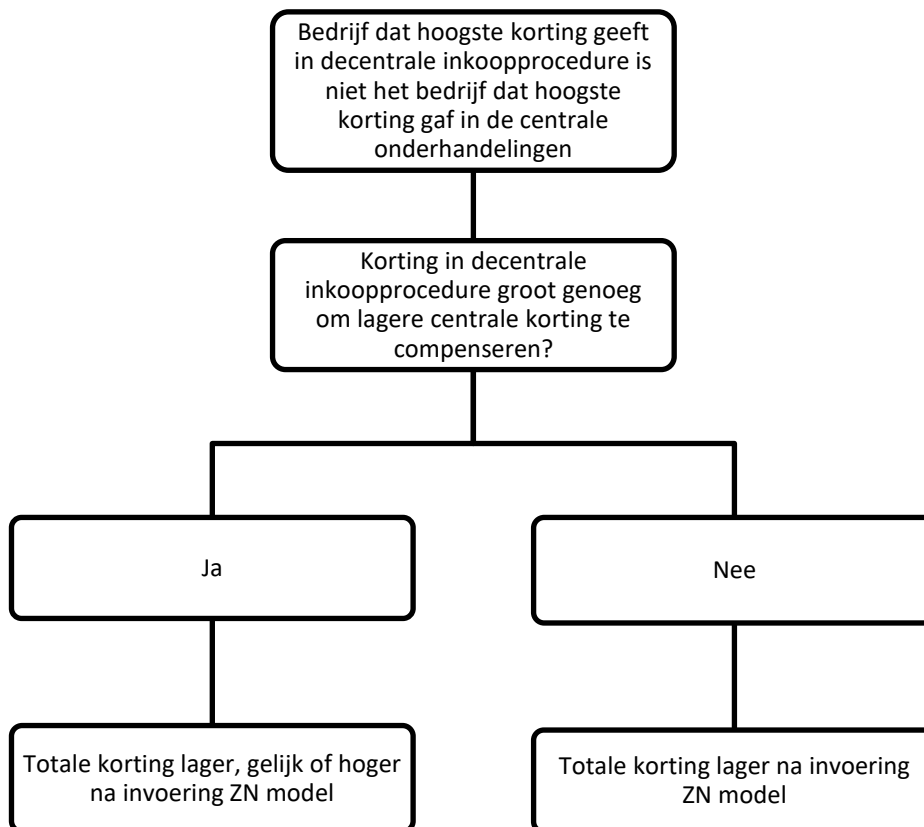 Bedrijf dat hoogste korting geeft
in decentrale inkoopprocedure is
niet het bedrijf dat hoogste
korting gaf in de centrale
onderhandelingen
Korting in decentrale
inkoopprocedure groot genoeg
om lagere centrale korting te
compenseren?
Ja
Nee
Totale korting lager, gelijk of hoger
na invoering ZN model
Totale korting lager na invoering
ZN model